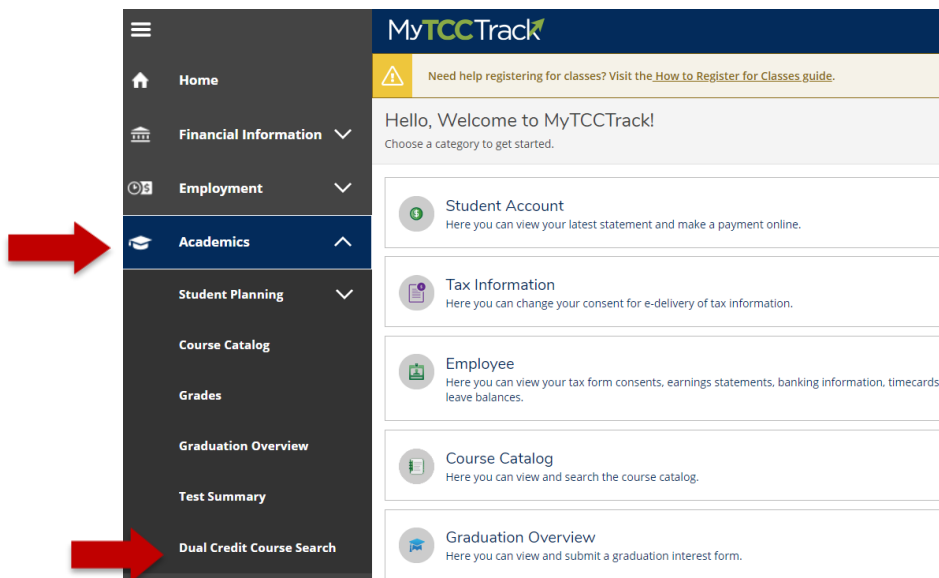 Home
Financial Information
Employment
Academics
Student Planning
Course Catalog
Grades
Graduation Overview
Test Summary
Dual Credit Course Search
MyTCCTrack
Need help registering for classes? Visit the How to Register for Classes guide.
Hello, Welcome to MyTCCTrack!
Choose a category to get started.
Student Account
Here you can view your latest statement and make a payment online.
Tax Information
Here you can change your consent for e-delivery of tax information.
Employee
Here you can view your tax form consents, earnings statements, banking information, timecards
leave balances.
Course Catalog
Here you can view and search the course catalog.
Graduation Overview
Here you can view and submit a graduation interest form.